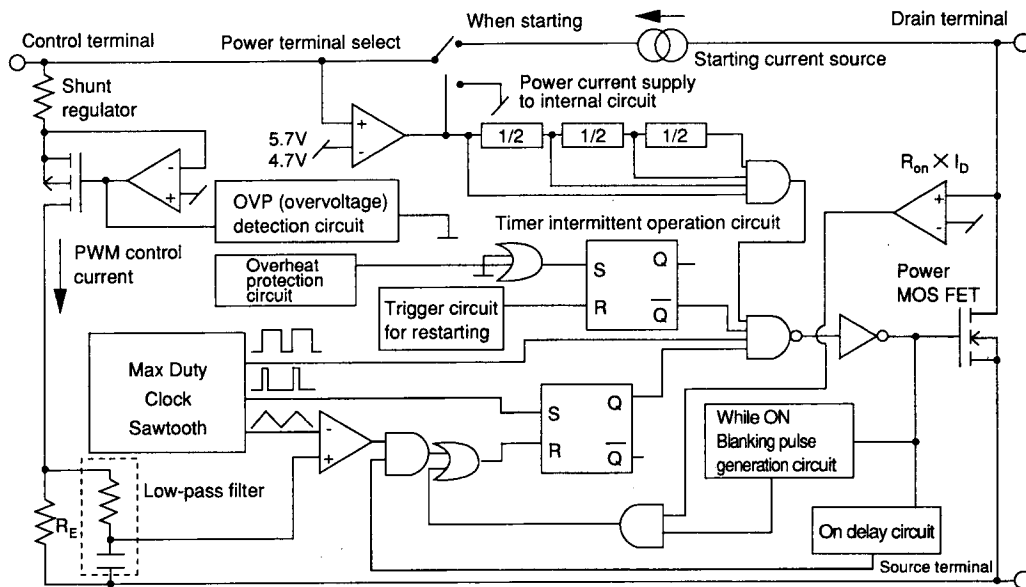 Control terminal
Power terminal select
When starting
Drain terminal
Starting current source
Shunt
regulator
Power current supply
to internal circuit
5.7V
4.7V
+
-
1/2
1/2
1/2
-
+
R_on × I_D
+
-
OVP (overvoltage)
detection circuit
Timer intermittent operation circuit
PWM control
current
Overheat
protection
circuit
S
Q
R
Q̅
Trigger circuit
for restarting
Power
MOS FET
Max Duty
Clock
Sawtooth
-
+
S
Q
R
Q̅
While ON
Blanking pulse
generation circuit
Low-pass filter
R_E
On delay circuit
Source terminal